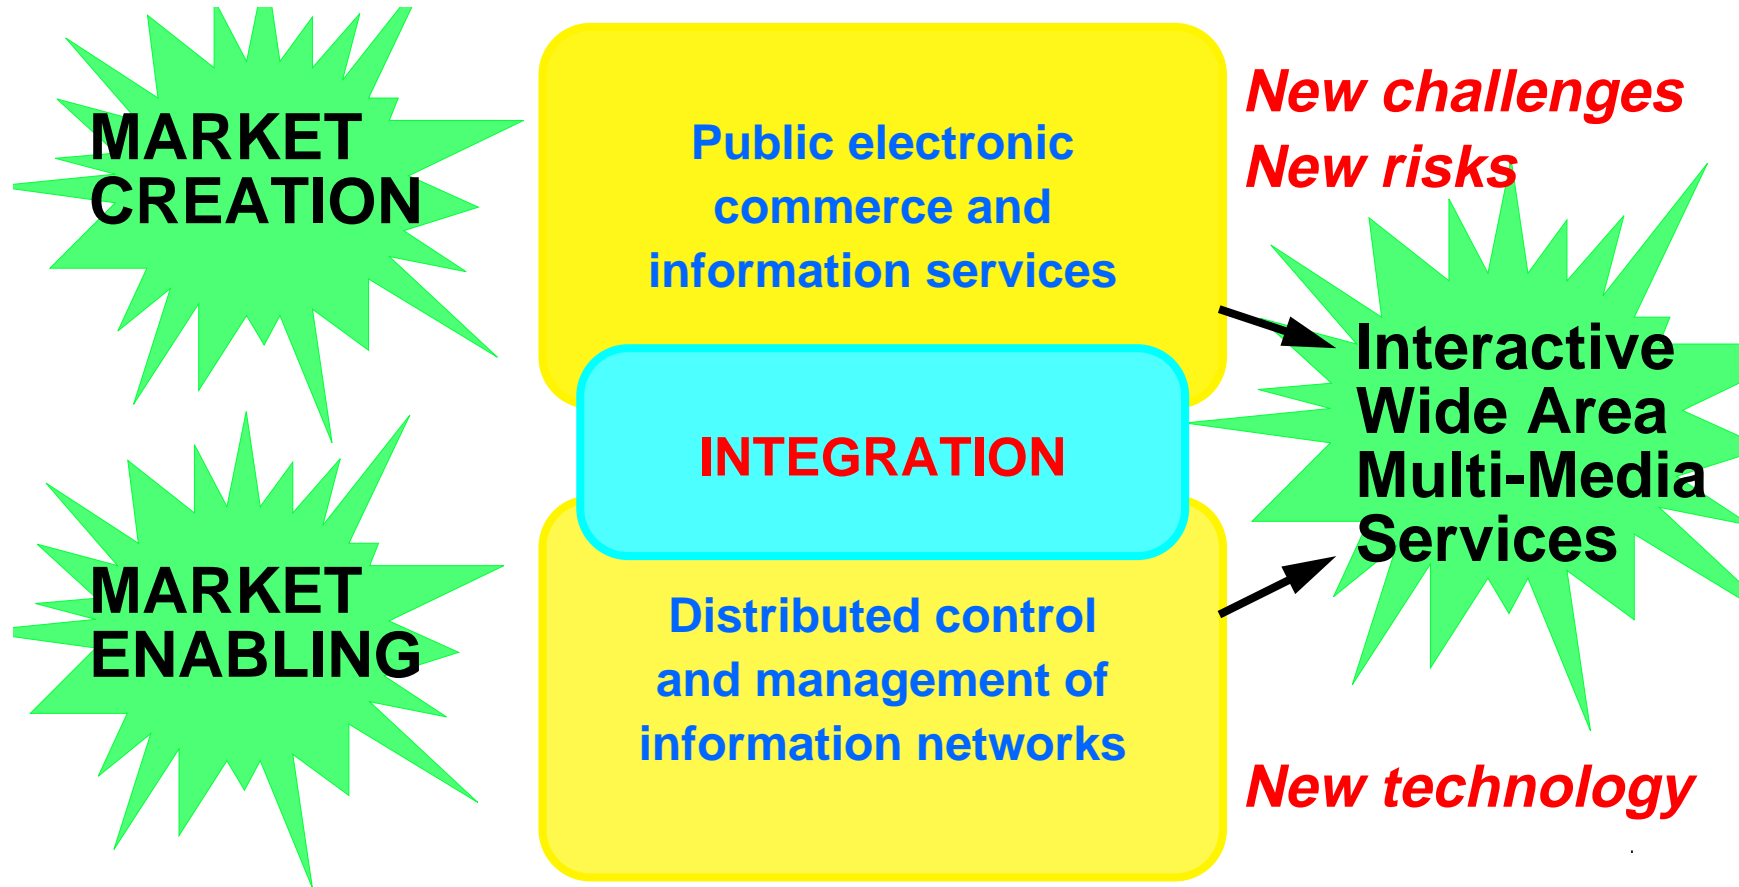 MARKET
CREATION
Public electronic
commerce and
information services
New challenges
New risks
INTEGRATION
Interactive
Wide Area
Multi-Media
Services
MARKET
ENABLING
Distributed control
and management of
information networks
New technology